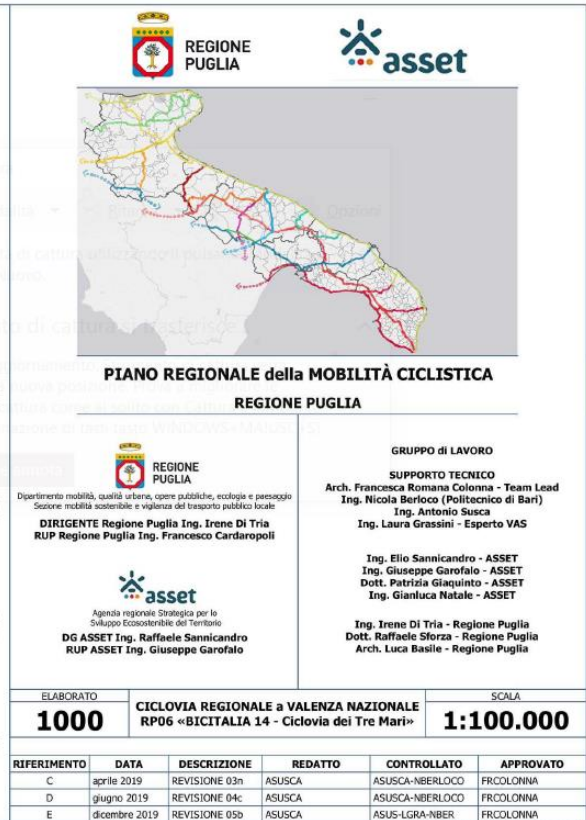 REGIONE
PUGLIA
asset
PIANO REGIONALE della MOBILITÀ CICLISTICA
REGIONE PUGLIA
REGIONE
PUGLIA
Dipartimento mobilità, qualità urbana, opere pubbliche, ecologia e paesaggio
Sezione mobilità sostenibile e vigilanza del trasporto pubblico locale
DIRIGENTE Regione Puglia Ing. Irene Di Tria
RUP Regione Puglia Ing. Francesco Cardaropoli
asset
Agenzia regionale Strategica per lo
Sviluppo Ecosostenibile del Territorio
DG ASSET Ing. Raffaele Sannicandro
RUP ASSET Ing. Giuseppe Garofalo
GRUPPO di LAVORO
SUPPORTO TECNICO
Arch. Francesca Romana Colonna - Team Lead
Ing. Nicola Berloco (Politecnico di Bari)
Ing. Antonio Susca
Ing. Laura Grassini - Esperto VAS
Ing. Elio Sannicandro - ASSET
Ing. Giuseppe Garofalo - ASSET
Dott. Patrizia Giaquinto - ASSET
Ing. Gianluca Natale - ASSET
Ing. Irene Di Tria - Regione Puglia
Dott. Raffaele Sforza - Regione Puglia
Arch. Luca Basile - Regione Puglia
ELABORATO
1000
CICLOVIA REGIONALE a VALENZA NAZIONALE
RP06 «BICITALIA 14 - Ciclovia dei Tre Mari»
SCALA
1:100.000
RIFERIMENTO DATA DESCRIZIONE REDATTO CONTROLLATO APPROVATO
C aprile 2019 REVISIONE 03n ASUSCA ASUSCA-NBERLOCO FRCOLONNA
D giugno 2019 REVISIONE 04c ASUSCA ASUSCA-NBERLOCO FRCOLONNA
E dicembre 2019 REVISIONE 05b ASUSCA ASUS-LGRA-NBER FRCOLONNA